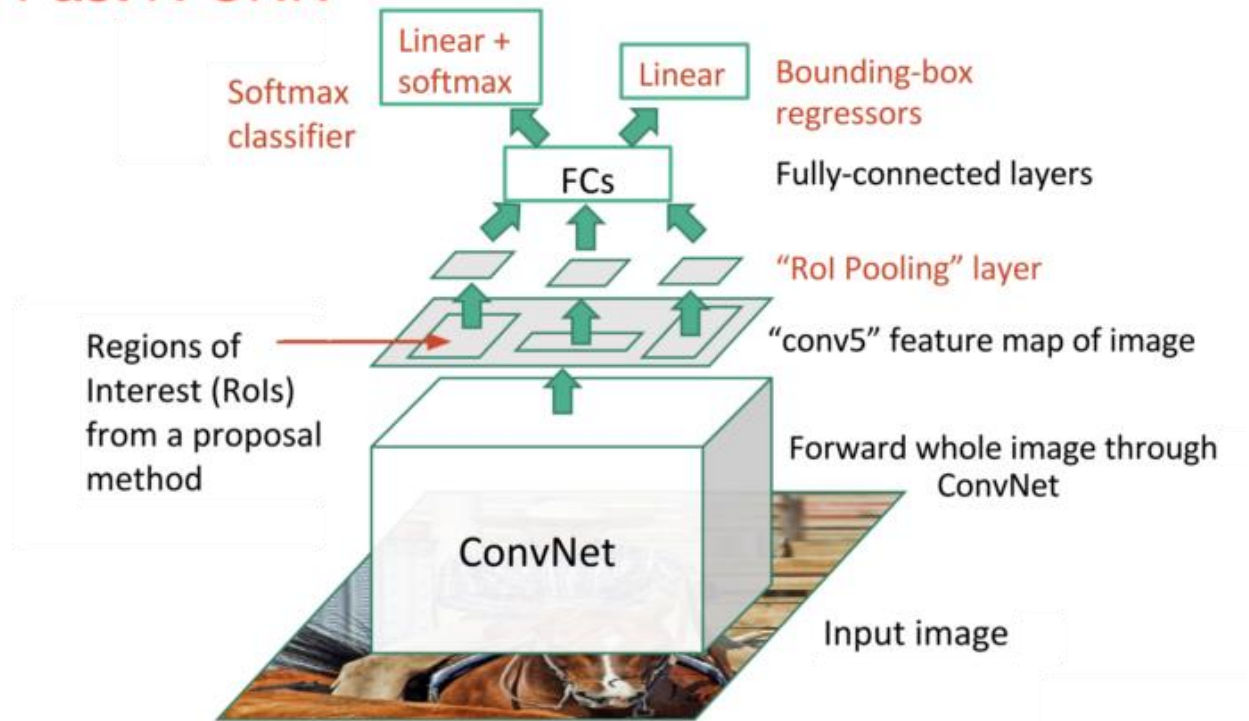 Linear +
softmax
Linear
Softmax
classifier
Bounding-box
regressors
FCs
Fully-connected layers
“RoI Pooling” layer
Regions of
Interest (RoIs)
from a proposal
method
“conv5” feature map of image
Forward whole image through
ConvNet
ConvNet
Input image